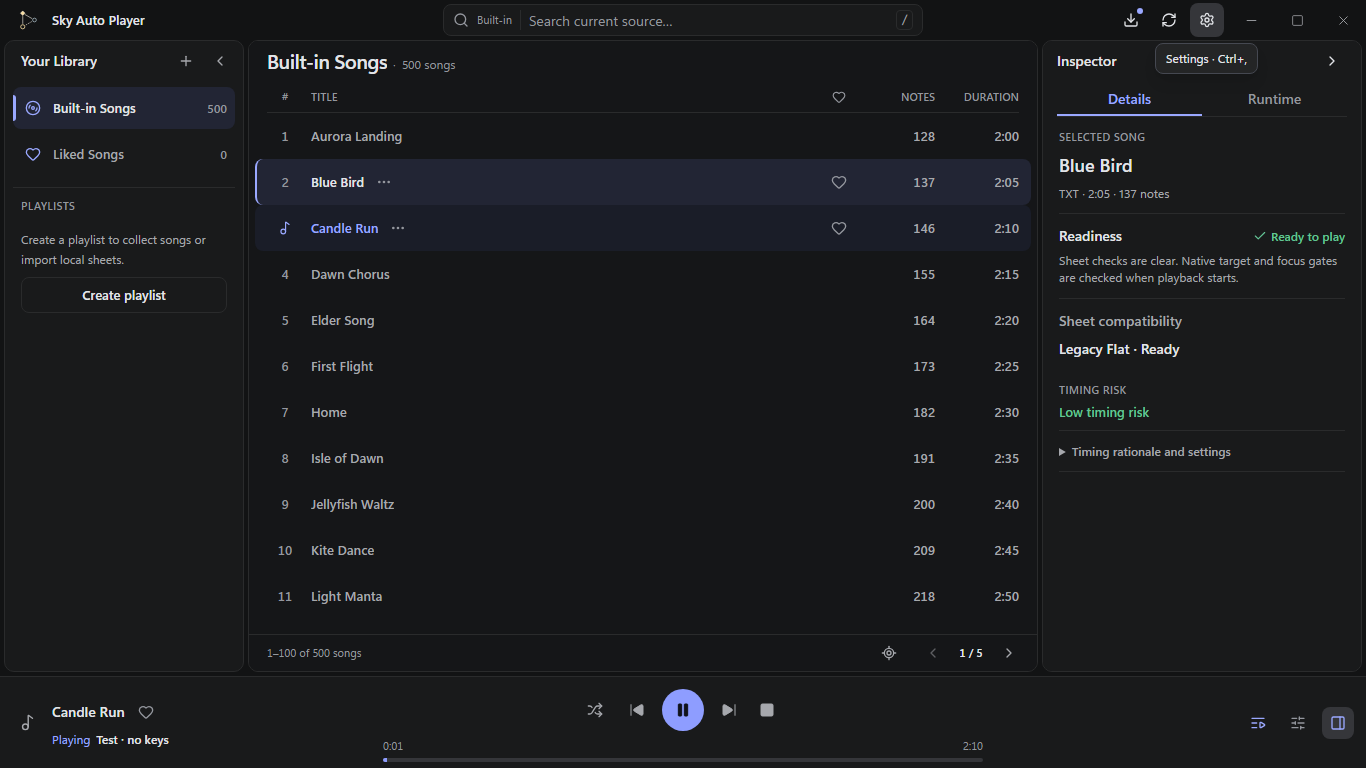 Sky Auto Player
Built-in
Search current source...
/
Your Library
Built-in Songs 500
Liked Songs 0
PLAYLISTS
Create a playlist to collect songs or
import local sheets.
Create playlist
Built-in Songs · 500 songs
# TITLE NOTES DURATION
1 Aurora Landing 128 2:00
2 Blue Bird ··· 137 2:05
Candle Run ··· 146 2:10
4 Dawn Chorus 155 2:15
5 Elder Song 164 2:20
6 First Flight 173 2:25
7 Home 182 2:30
8 Isle of Dawn 191 2:35
9 Jellyfish Waltz 200 2:40
10 Kite Dance 209 2:45
11 Light Manta 218 2:50
1–100 of 500 songs
1 / 5
Inspector
Settings · Ctrl+,
Details Runtime
SELECTED SONG
Blue Bird
TXT · 2:05 · 137 notes
Readiness Ready to play
Sheet checks are clear. Native target and focus gates
are checked when playback starts.
Sheet compatibility
Legacy Flat · Ready
TIMING RISK
Low timing risk
Timing rationale and settings
Candle Run
Playing Test · no keys
0:01 2:10